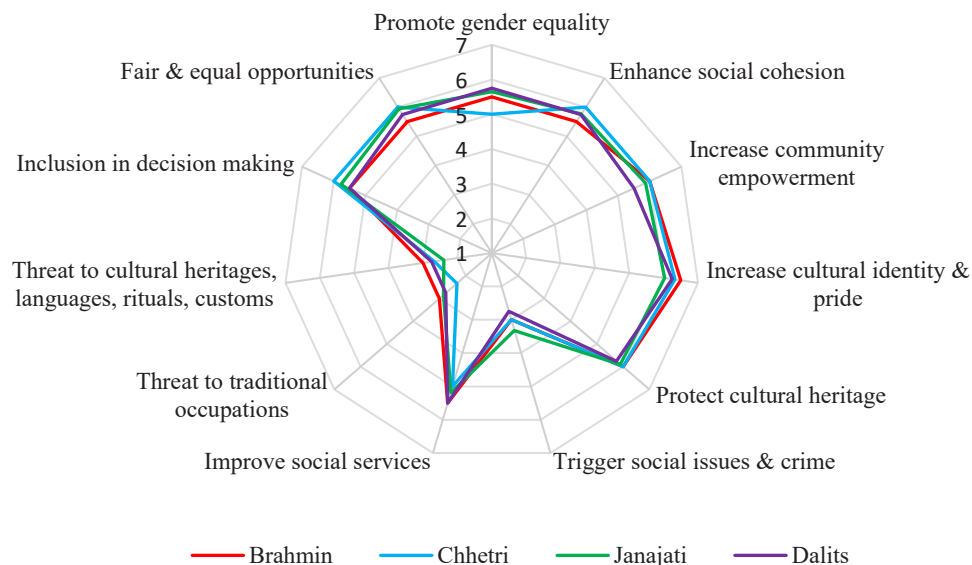 Promote gender equality
Fair & equal opportunities
Enhance social cohesion
Inclusion in decision making
Increase community
empowerment
Threat to cultural heritages,
languages, rituals, customs
Increase cultural identity &
pride
Threat to traditional
occupations
Protect cultural heritage
Improve social services
Trigger social issues & crime
7
6
5
4
3
2
1
Brahmin
Chhetri
Janajati
Dalits